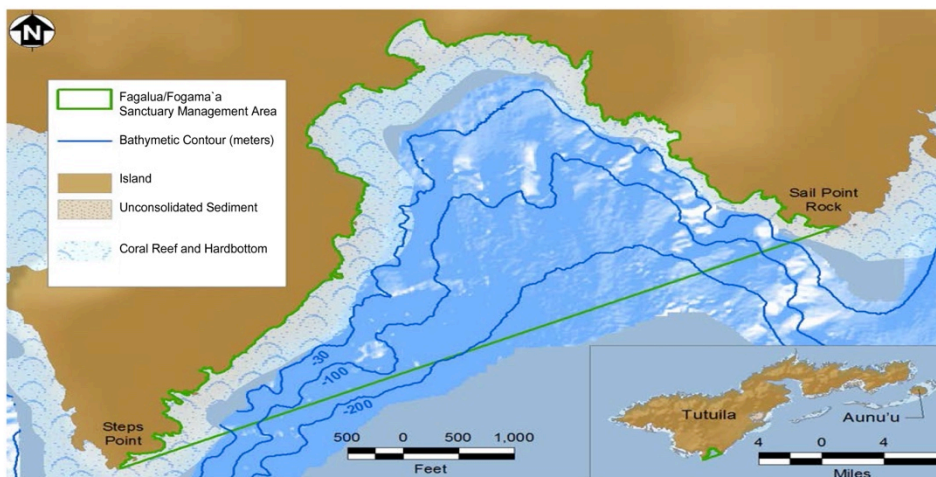 N
Fagalua/Fogama`a
Sanctuary Management Area
Bathymetic Contour (meters)
Island
Unconsolidated Sediment
Coral Reef and Hardbottom
Sail Point
Rock
-30
-100
-200
Steps
Point
500 0 500 1,000
Feet
Tutuila
Aunu'u
4 0 4
Miles